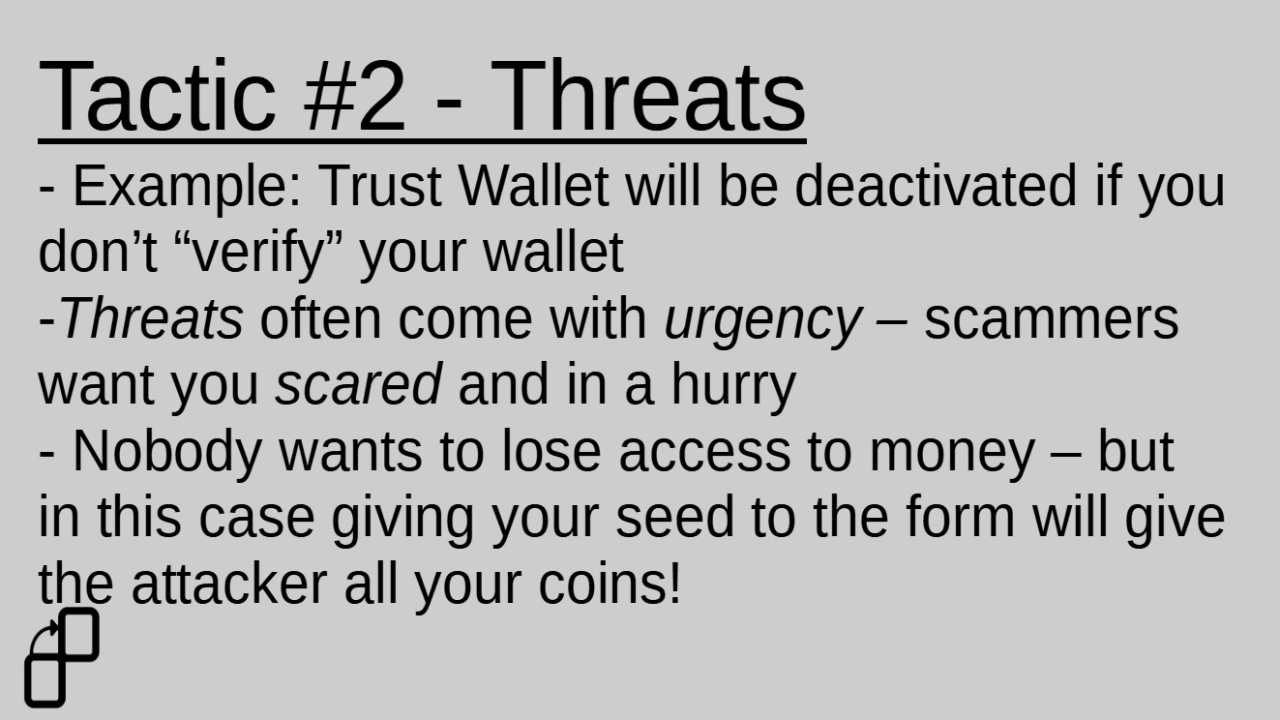 Tactic #2 - Threats
- Example: Trust Wallet will be deactivated if you
don’t “verify” your wallet
-Threats often come with urgency – scammers
want you scared and in a hurry
- Nobody wants to lose access to money – but
in this case giving your seed to the form will give
the attacker all your coins!